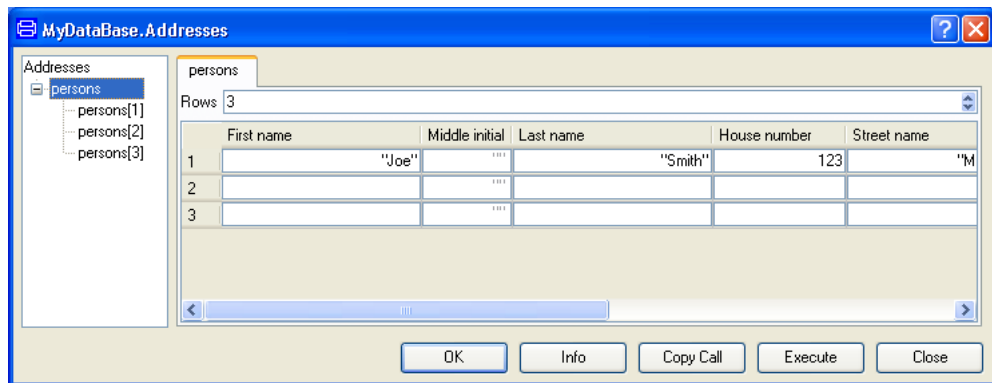 MyDataBase.Addresses
Addresses
persons
persons[1]
persons[2]
persons[3]
persons
Rows 3
First name Middle initial Last name House number Street name
1 "Joe" "" "Smith" 123 "M
2 ""
3 ""
OK Info Copy Call Execute Close